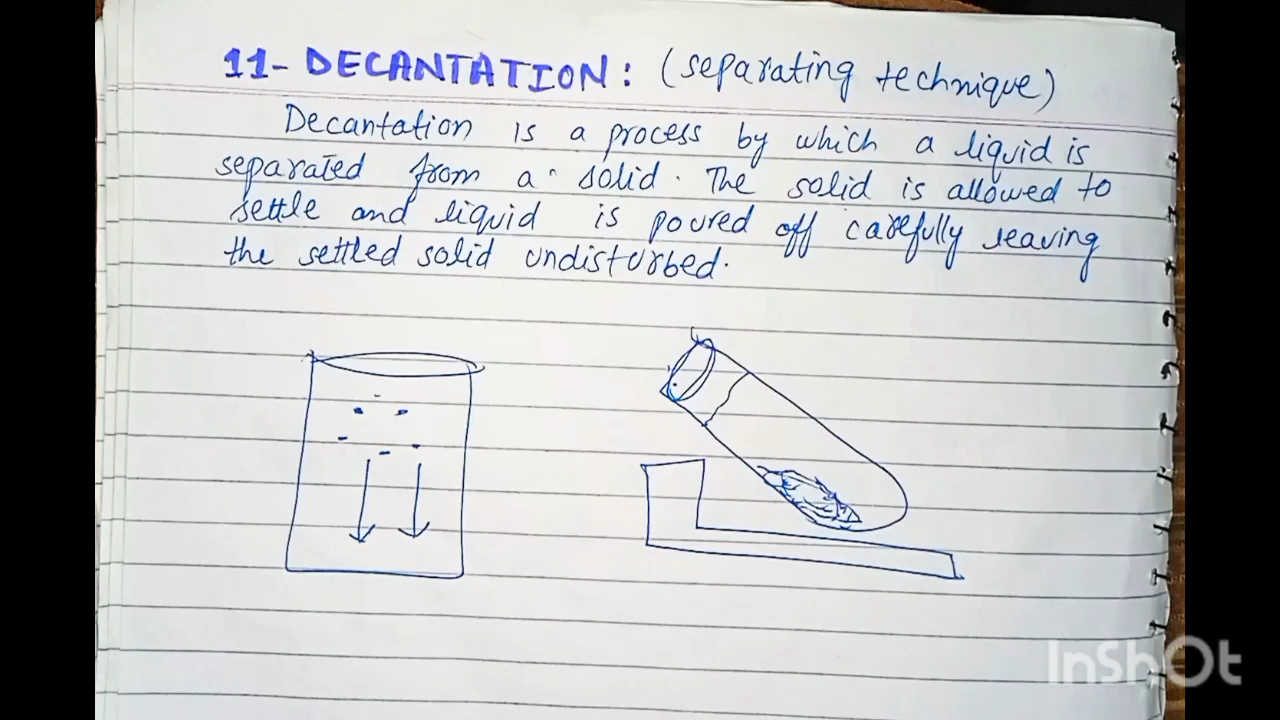 11- DECANTATION: (separating technique)
Decantation is a process by which a liquid is
separated from a solid. The solid is allowed to
settle and liquid is poured off carefully leaving
the settled solid undisturbed.
InShOt